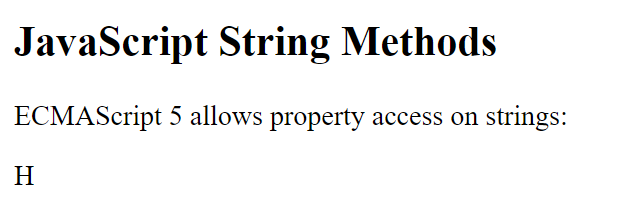 JavaScript String Methods
ECMAScript 5 allows property access on strings:
H